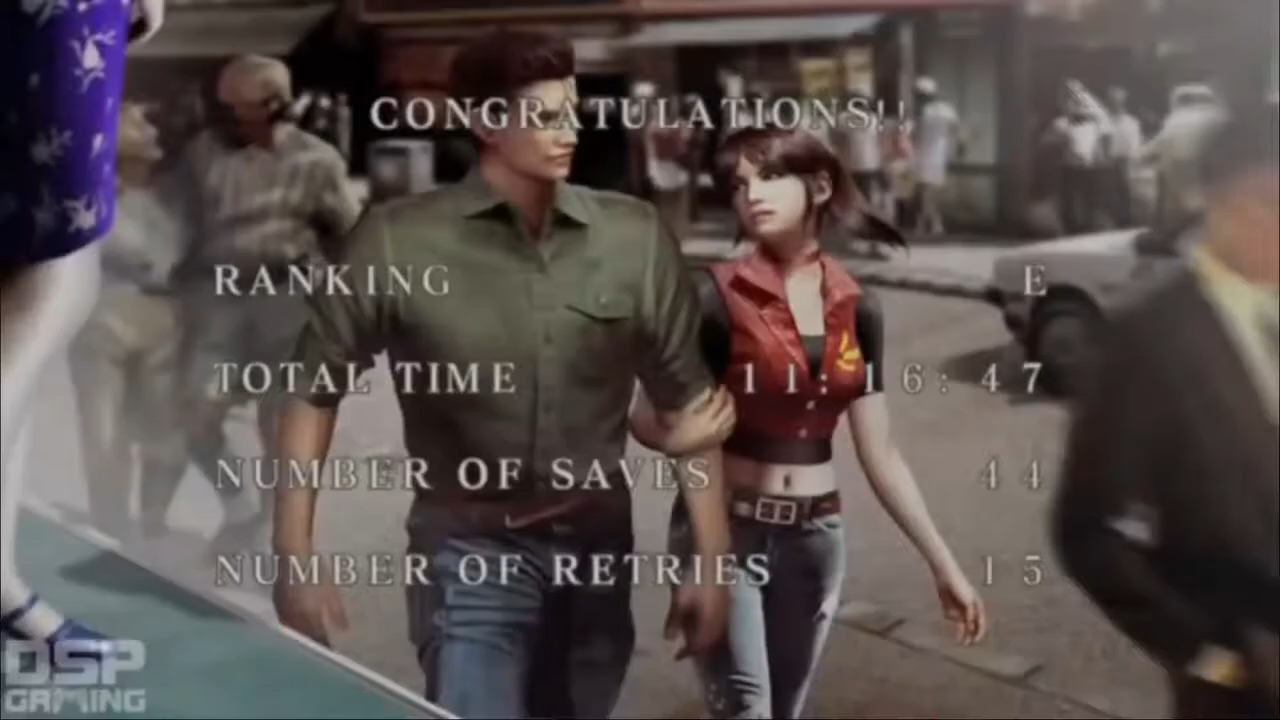 CONGRATULATIONS!!
RANKING E
TOTAL TIME 11:16:47
NUMBER OF SAVES 44
NUMBER OF RETRIES 15
DSP
GAMING